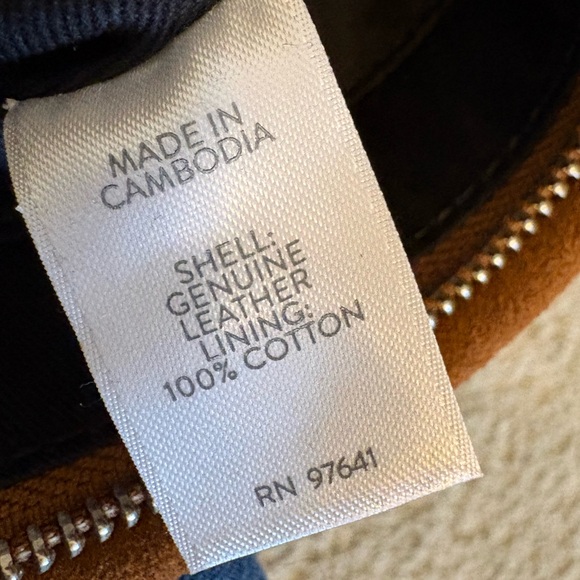 MADE IN
CAMBODIA
SHELL:
GENUINE
LEATHER
LINING:
100% COTTON
RN 97641